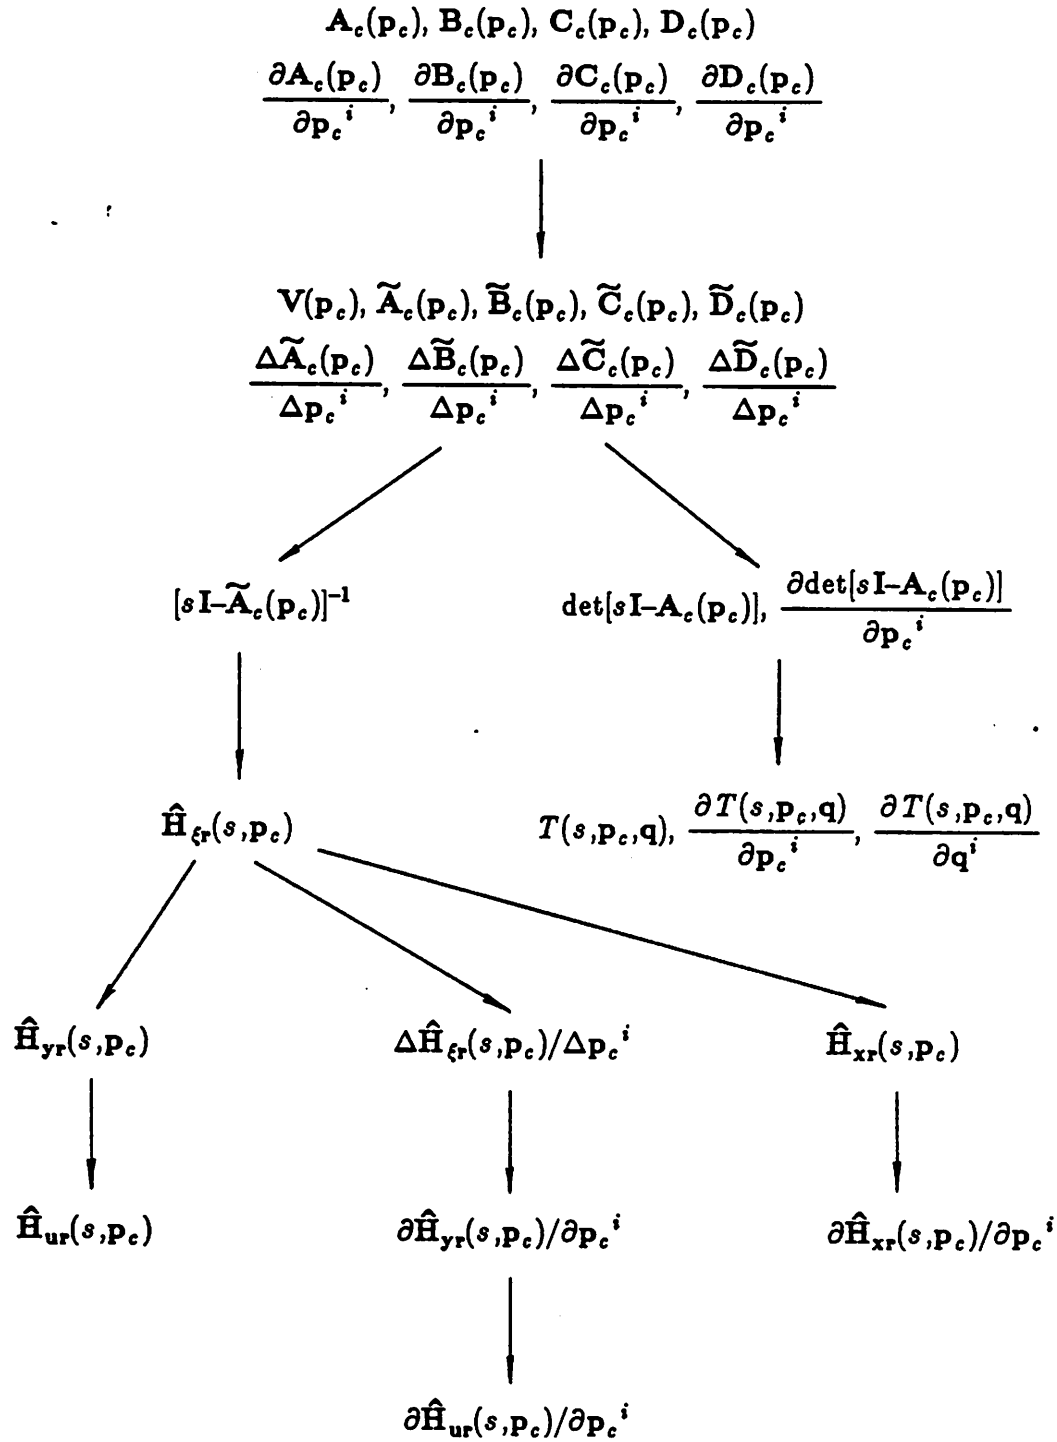 A_c(p_c), B_c(p_c), C_c(p_c), D_c(p_c)
∂A_c(p_c)/∂p_c^i, ∂B_c(p_c)/∂p_c^i, ∂C_c(p_c)/∂p_c^i, ∂D_c(p_c)/∂p_c^i
V(p_c), Ã_c(p_c), B̃_c(p_c), C̃_c(p_c), D̃_c(p_c)
ΔÃ_c(p_c)/Δp_c^i, ΔB̃_c(p_c)/Δp_c^i, ΔC̃_c(p_c)/Δp_c^i, ΔD̃_c(p_c)/Δp_c^i
[sI–Ã_c(p_c)]^–1
det[sI–A_c(p_c)], ∂det[sI–A_c(p_c)]/∂p_c^i
Ĥ_ξr(s,p_c)
T(s,p_c,q), ∂T(s,p_c,q)/∂p_c^i, ∂T(s,p_c,q)/∂q^i
Ĥ_yr(s,p_c)
ΔĤ_ξr(s,p_c)/Δp_c^i
Ĥ_xr(s,p_c)
Ĥ_ur(s,p_c)
∂Ĥ_yr(s,p_c)/∂p_c^i
∂Ĥ_xr(s,p_c)/∂p_c^i
∂Ĥ_ur(s,p_c)/∂p_c^i